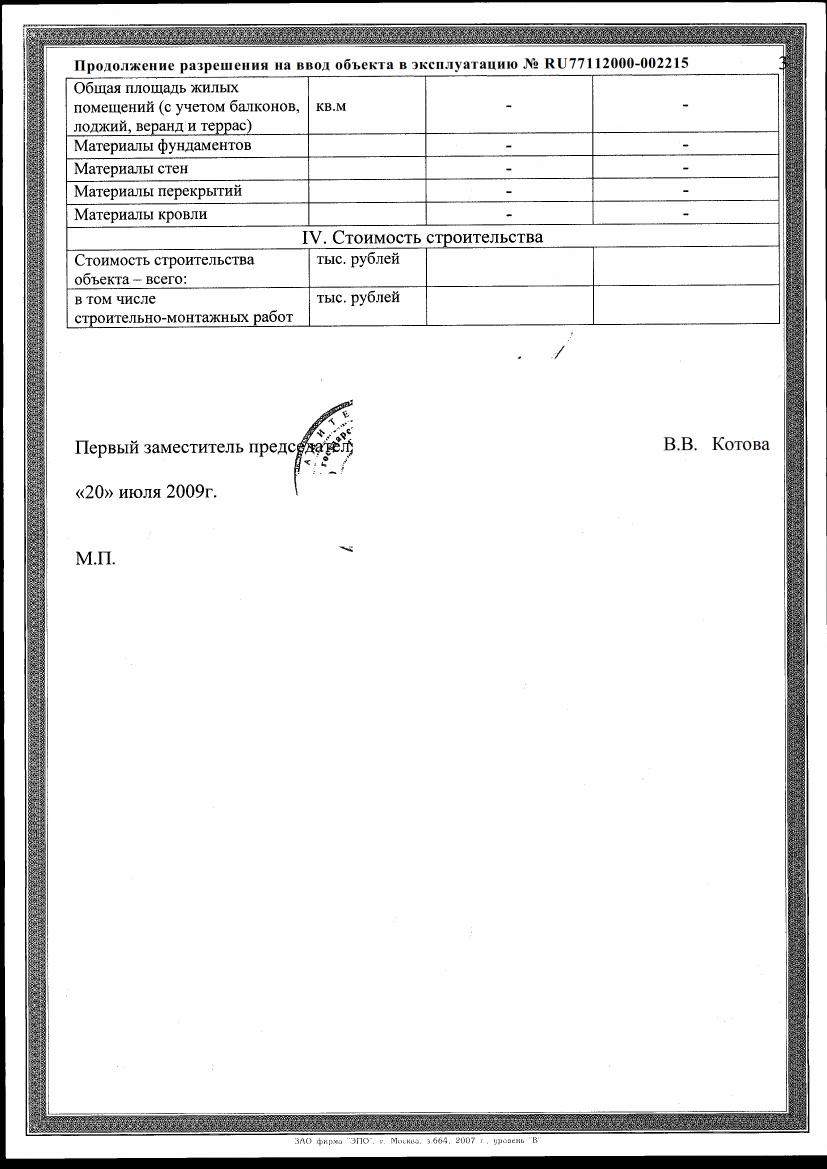 Продолжение разрешения на ввод объекта в эксплуатацию № RU77112000-002215
3
Общая площадь жилых
помещений (с учетом балконов, кв.м - -
лоджий, веранд и террас)
Материалы фундаментов - -
Материалы стен - -
Материалы перекрытий - -
Материалы кровли - -
IV. Стоимость строительства
Стоимость строительства тыс. рублей
объекта – всего:
в том числе тыс. рублей
строительно-монтажных работ
Первый заместитель председател В.В. Котова
«20» июля 2009г.
М.П.
ЗАО фирма "ЭПО", г. Москва, з.664, 2007 г., уровень "В"